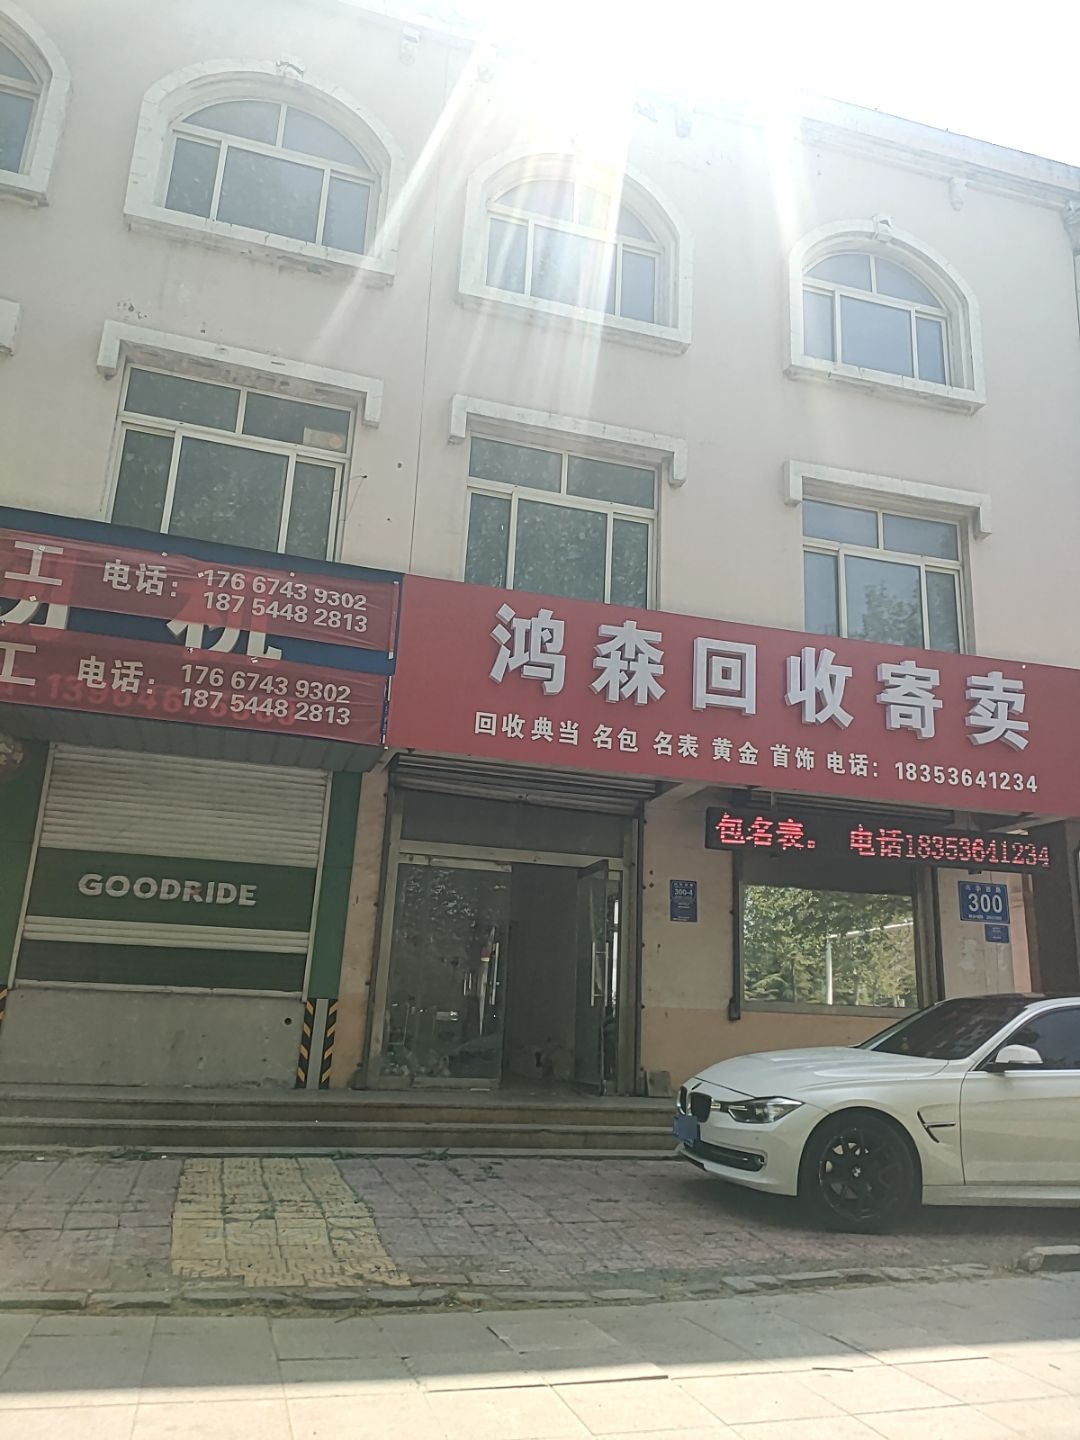 工 电话：176 6743 9302
187 5448 2813
工 电话：176 6743 9302
187 5448 2813
鸿森回收寄卖
回收典当 名包 名表 黄金 首饰 电话：18353641234
包名表。 电话18353641234
GOODRIDE
300-4
300